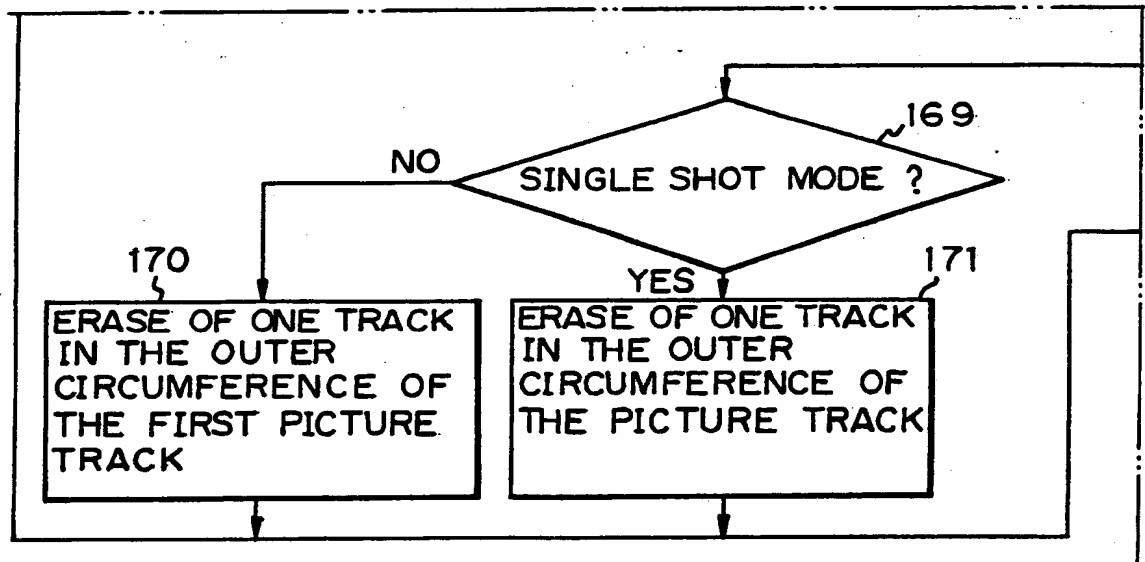 169
SINGLE SHOT MODE ?
NO
YES
170
ERASE OF ONE TRACK
IN THE OUTER
CIRCUMFERENCE OF
THE FIRST PICTURE
TRACK
171
ERASE OF ONE TRACK
IN THE OUTER
CIRCUMFERENCE OF
THE PICTURE TRACK